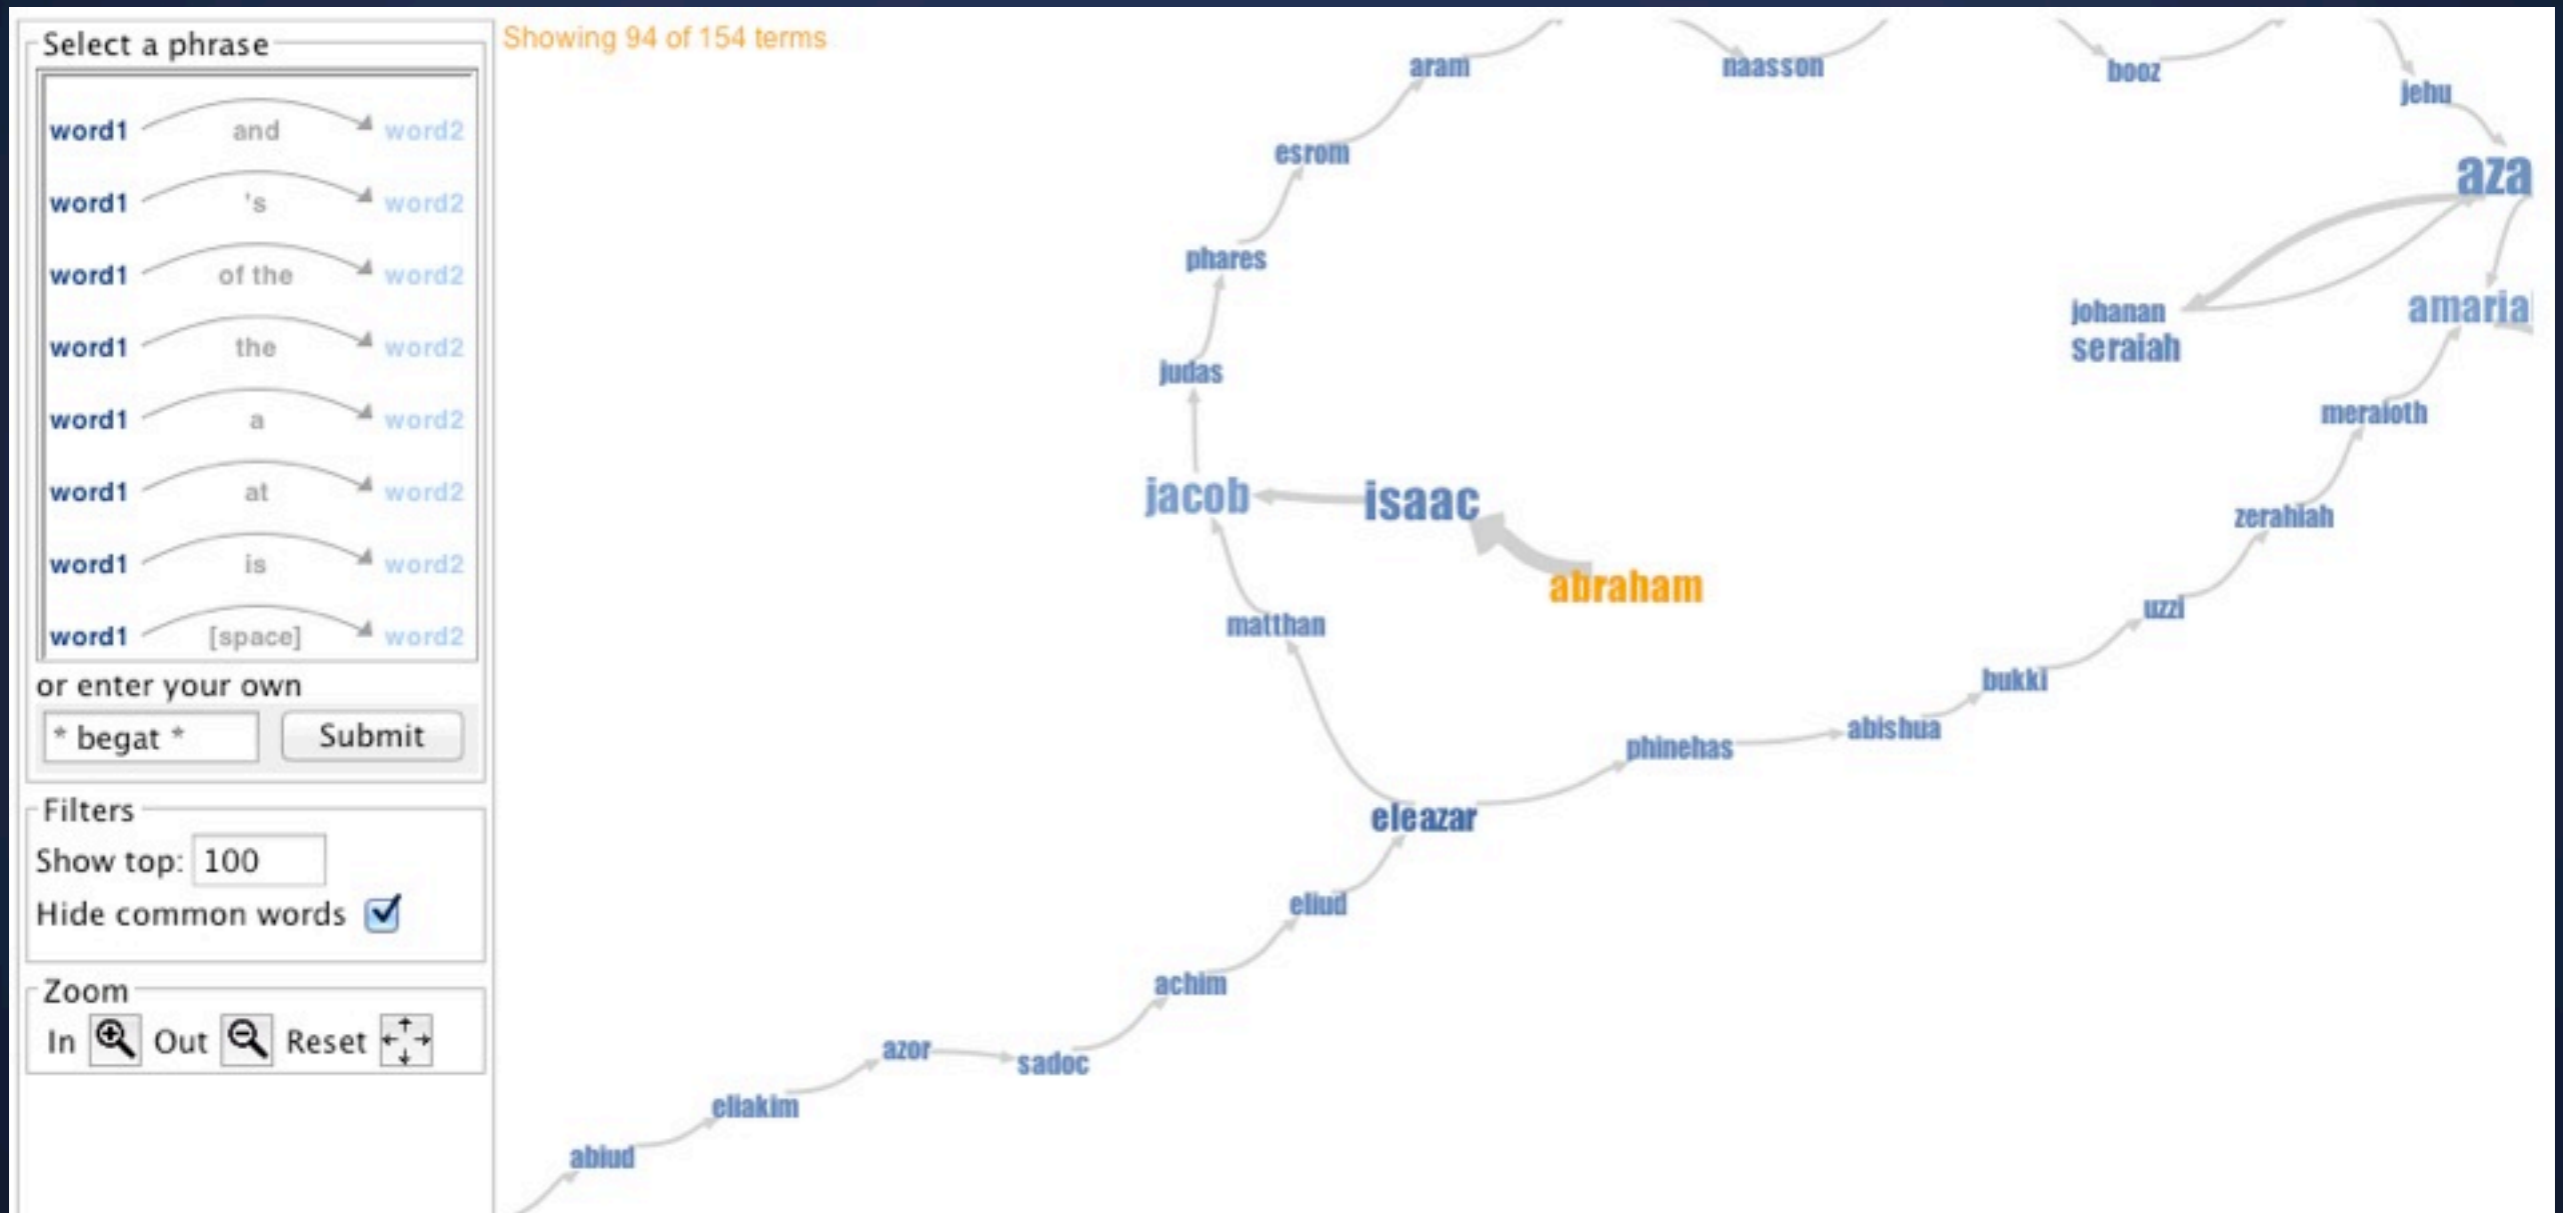 Select a phrase
word1 and word2
word1 's word2
word1 of the word2
word1 the word2
word1 a word2
word1 at word2
word1 is word2
word1 [space] word2
or enter your own
* begat *
Submit
Filters
Show top: 100
Hide common words
Zoom
In Out Reset
Showing 94 of 154 terms
aram
naasson
booz
jehu
esrom
aza
phares
johanan
seraiah
amaria
judas
meraioth
jacob
isaac
zerahiah
abraham
matthan
uzzi
bukki
phinehas
abishua
eleazar
eliud
achim
azor
sadoc
eliakim
abiud